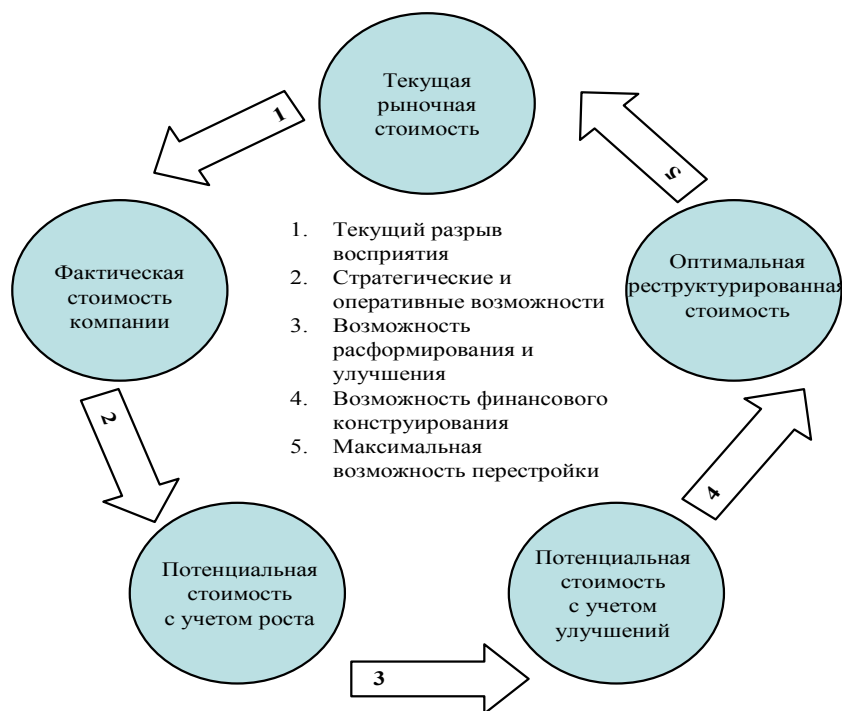 Текущая
рыночная
стоимость
1
Фактическая
стоимость
компании
1. Текущий разрыв
восприятия
2. Стратегические и
оперативные возможности
3. Возможность
расформирования и
улучшения
4. Возможность финансового
конструирования
5. Максимальная
возможность перестройки
5
Оптимальная
реструктурированная
стоимость
2
4
Потенциальная
стоимость
с учетом роста
Потенциальная
стоимость
с учетом
улучшений
3